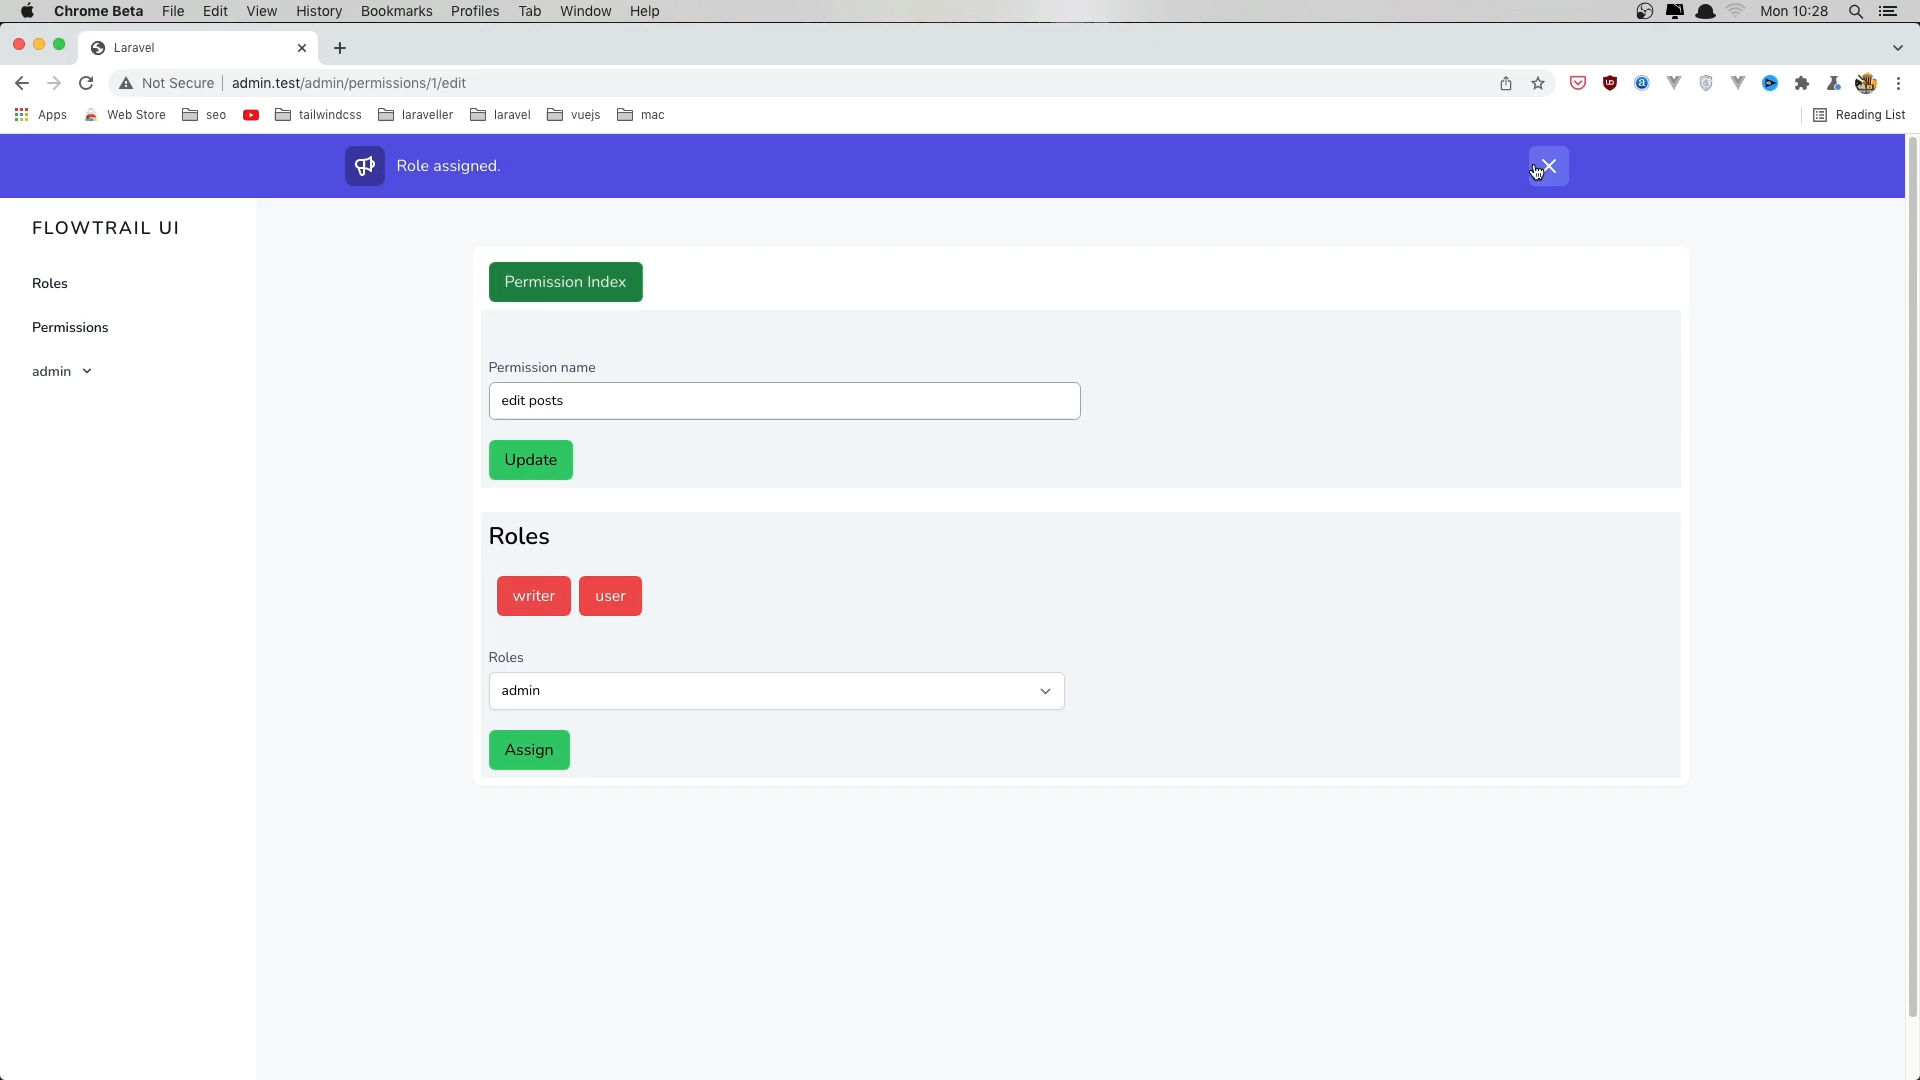 Chrome Beta File Edit View History Bookmarks Profiles Tab Window Help Mon 10:28
Laravel
Not Secure admin.test/admin/permissions/1/edit
Apps Web Store seo tailwindcss laraveller laravel vuejs mac Reading List
Role assigned.
FLOWTRAIL UI
Roles
Permissions
admin
Permission Index
Permission name
edit posts
Update
Roles
writer user
Roles
admin
Assign